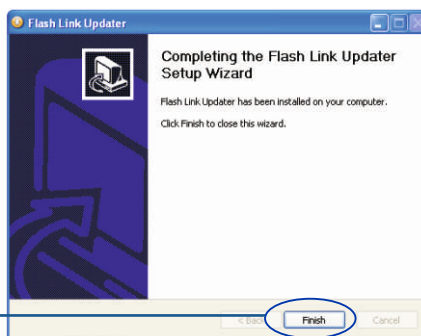 Flash Link Updater
Completing the Flash Link Updater
Setup Wizard
Flash Link Updater has been installed on your computer.
Click Finish to close this wizard.
< Back Finish Cancel